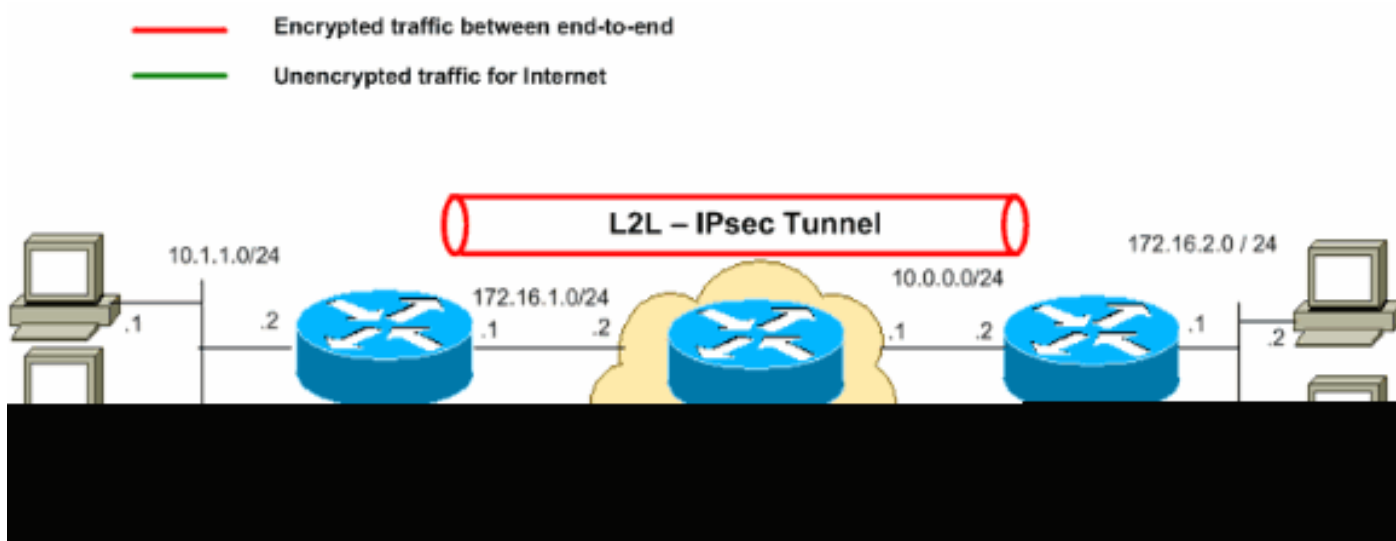 Encrypted traffic between end-to-end
Unencrypted traffic for Internet
L2L – IPsec Tunnel
10.1.1.0/24
172.16.1.0/24
10.0.0.0/24
172.16.2.0 / 24
.1
.2
.1
.2
.1
.2
.1
.2